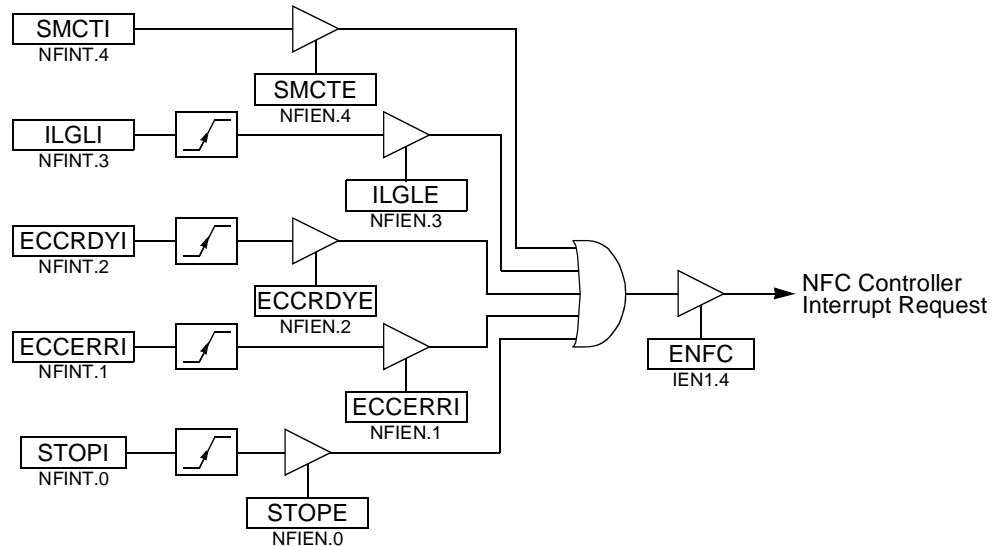 SMCTI
NFINT.4
SMCTE
NFIEN.4
ILGLI
NFINT.3
ILGLE
NFIEN.3
ECCRDYI
NFINT.2
ECCRDYE
NFIEN.2
ECCERRI
NFINT.1
ECCERRI
NFIEN.1
STOPI
NFINT.0
STOPE
NFIEN.0
NFC Controller
Interrupt Request
ENFC
IEN1.4